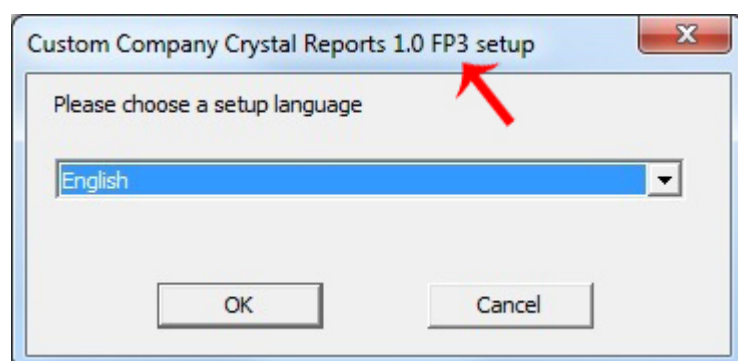 Custom Company Crystal Reports 1.0 FP3 setup
Please choose a setup language
English
OK
Cancel